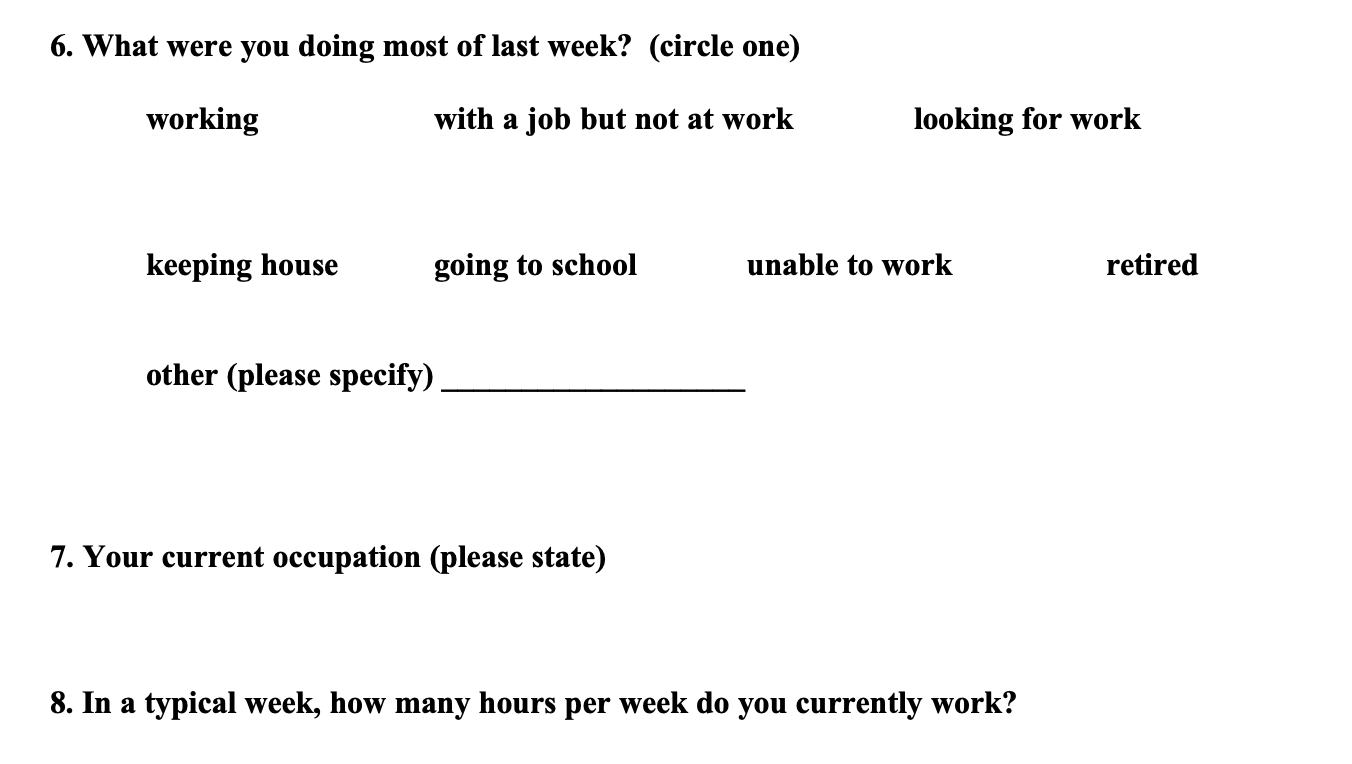 6. What were you doing most of last week?  (circle one)
working with a job but not at work looking for work
keeping house going to school unable to work retired
other (please specify) ___________________
7. Your current occupation (please state)
8. In a typical week, how many hours per week do you currently work?